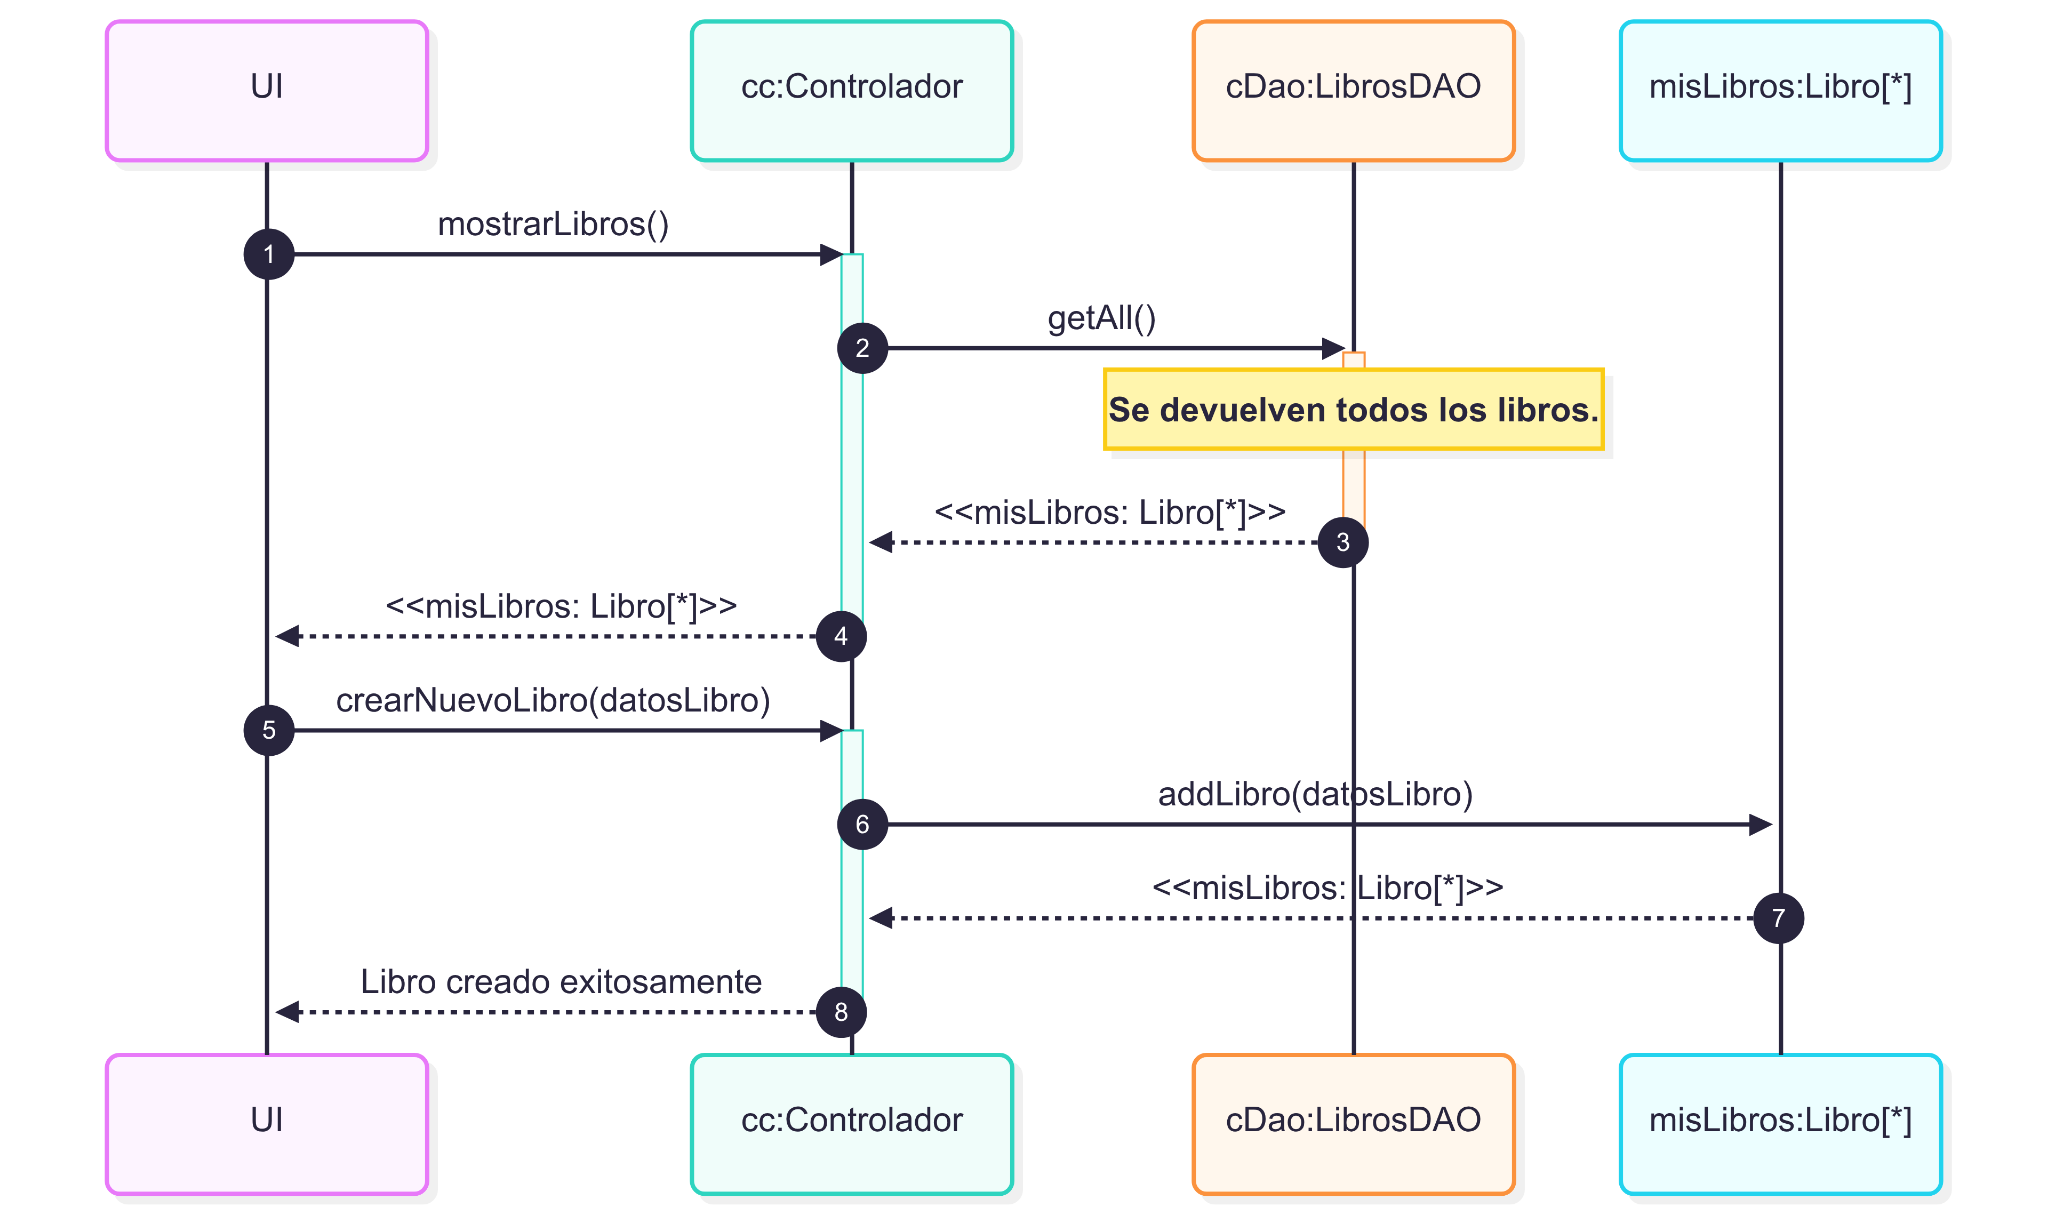 UI
cc:Controlador
cDao:LibrosDAO
misLibros:Libro[*]
mostrarLibros()
1
getAll()
2
Se devuelven todos los libros.
<<misLibros: Libro[*]>>
3
<<misLibros: Libro[*]>>
4
crearNuevoLibro(datosLibro)
5
addLibro(datosLibro)
6
<<misLibros: Libro[*]>>
7
Libro creado exitosamente
8
UI
cc:Controlador
cDao:LibrosDAO
misLibros:Libro[*]